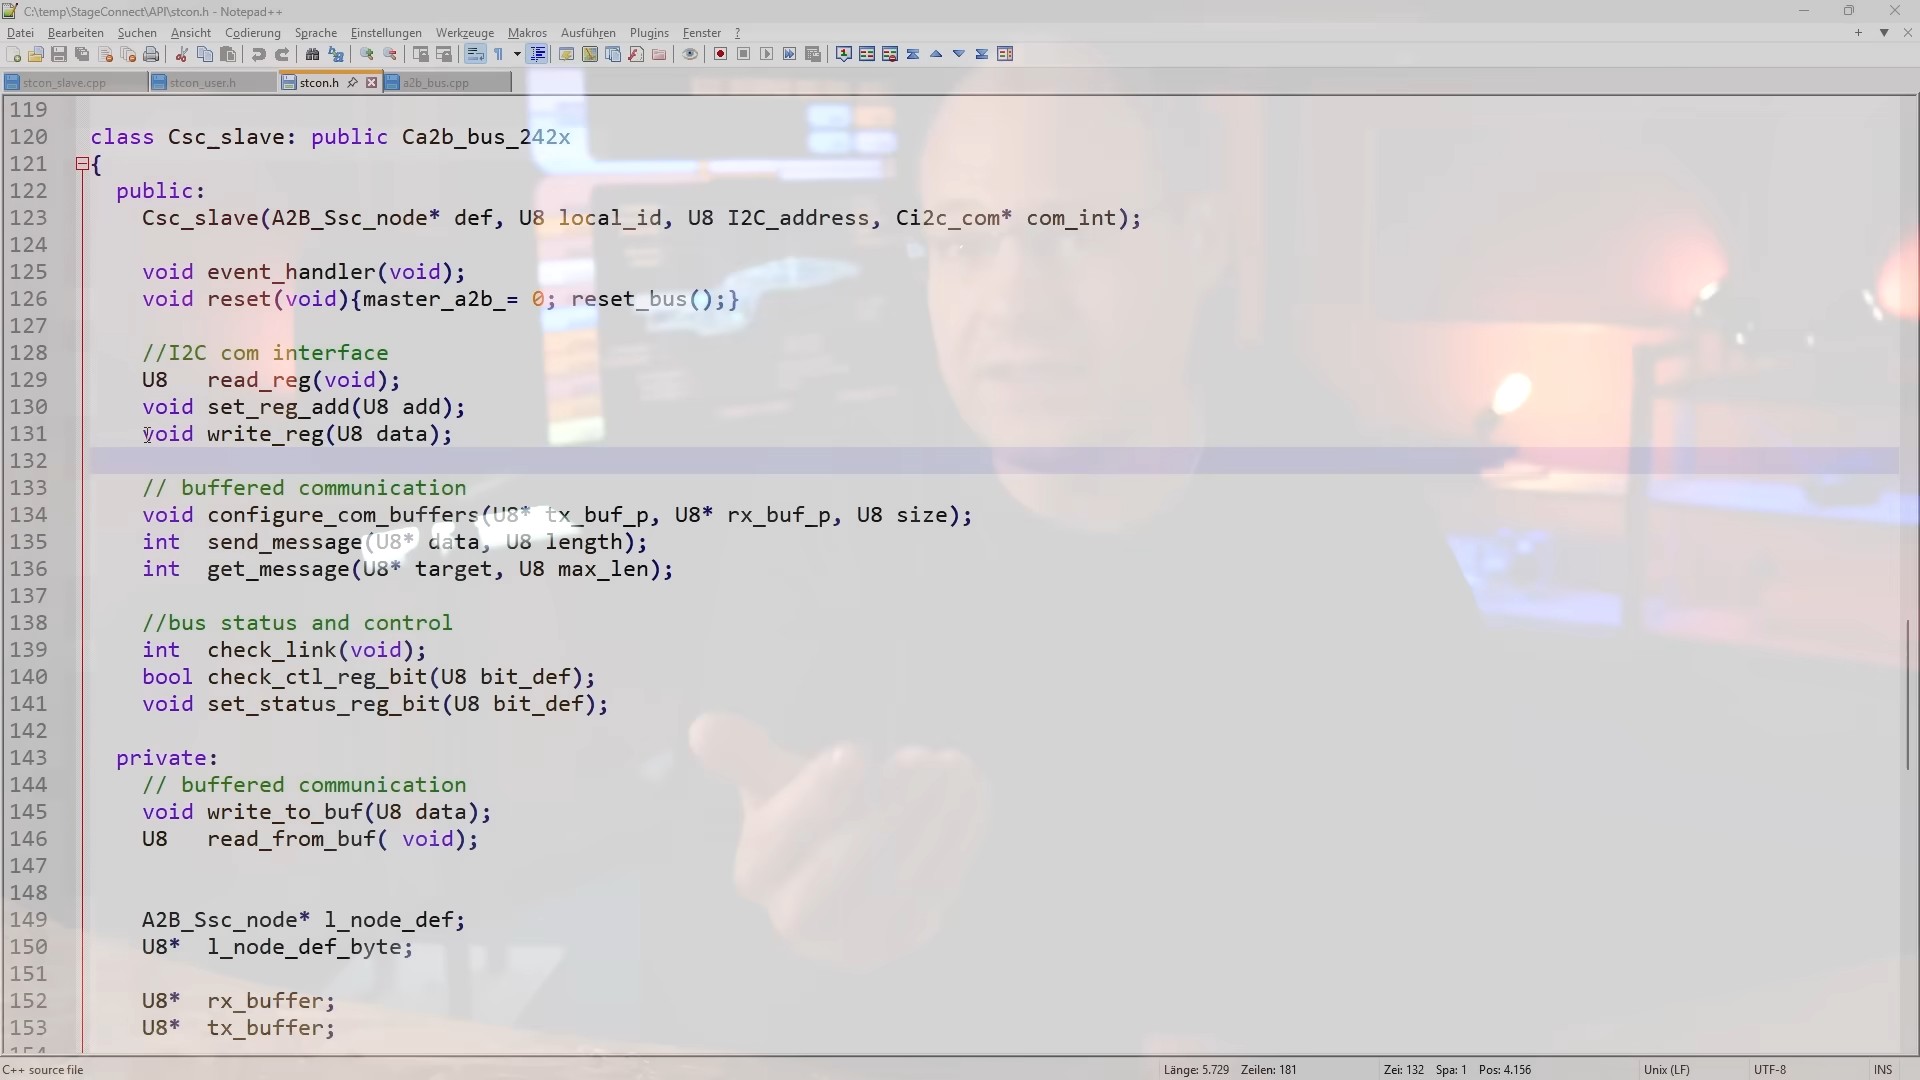 C:\temp\StageConnect\API\stcon.h - Notepad++
Datei Bearbeiten Suchen Ansicht Codierung Sprache Einstellungen Werkzeuge Makros Ausführen Plugins Fenster ?
stcon_slave.cpp stcon_user.h stcon.h a2b_bus.cpp
119
120 class Csc_slave: public Ca2b_bus_242x
121 {
122 public:
123 Csc_slave(A2B_Ssc_node* def, U8 local_id, U8 I2C_address, Ci2c_com* com_int);
124
125 void event_handler(void);
126 void reset(void){master_a2b_= 0; reset_bus();}
127
128 //I2C com interface
129 U8 read_reg(void);
130 void set_reg_add(U8 add);
131 void write_reg(U8 data);
132
133 // buffered communication
134 void configure_com_buffers(U8* tx_buf_p, U8* rx_buf_p, U8 size);
135 int send_message(U8* data, U8 length);
136 int get_message(U8* target, U8 max_len);
137
138 //bus status and control
139 int check_link(void);
140 bool check_ctl_reg_bit(U8 bit_def);
141 void set_status_reg_bit(U8 bit_def);
142
143 private:
144 // buffered communication
145 void write_to_buf(U8 data);
146 U8 read_from_buf( void);
147
148
149 A2B_Ssc_node* l_node_def;
150 U8* l_node_def_byte;
151
152 U8* rx_buffer;
153 U8* tx_buffer;
C++ source file Länge: 5.729 Zeilen: 181 Zei: 132 Spa: 1 Pos: 4.156 Unix (LF) UTF-8 INS